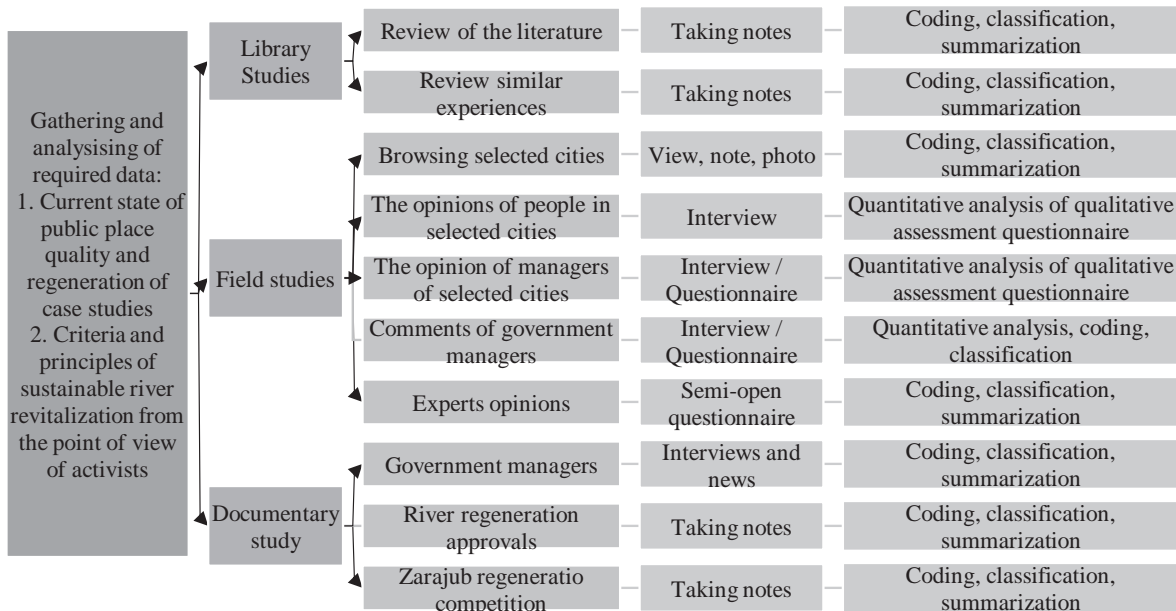 Gathering and
analysising of
required data:
1. Current state of
public place
quality and
regeneration of
case studies
2. Criteria and
principles of
sustainable river
revitalization from
the point of view
of activists
Library
Studies
Review of the literature
Taking notes
Coding, classification,
summarization
Review similar
experiences
Taking notes
Coding, classification,
summarization
Field studies
Browsing selected cities
View, note, photo
Coding, classification,
summarization
The opinions of people in
selected cities
Interview
Quantitative analysis of qualitative
assessment questionnaire
The opinion of managers
of selected cities
Interview /
Questionnaire
Quantitative analysis of qualitative
assessment questionnaire
Comments of government
managers
Interview /
Questionnaire
Quantitative analysis, coding,
classification
Experts opinions
Semi-open
questionnaire
Coding, classification,
summarization
Documentary
study
Government managers
Interviews and
news
Coding, classification,
summarization
River regeneration
approvals
Taking notes
Coding, classification,
summarization
Zarajub regeneratio
competition
Taking notes
Coding, classification,
summarization